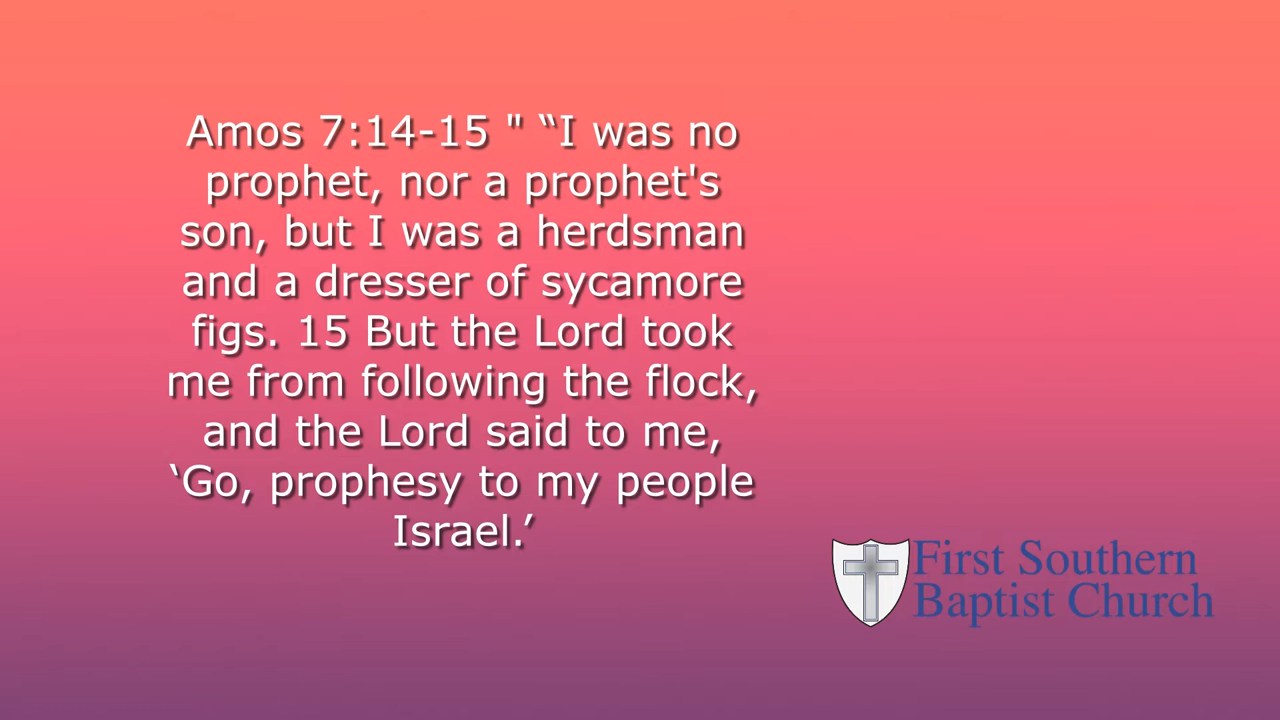 Amos 7:14-15 " “I was no
prophet, nor a prophet's
son, but I was a herdsman
and a dresser of sycamore
figs. 15 But the Lord took
me from following the flock,
and the Lord said to me,
‘Go, prophesy to my people
Israel.’
First Southern
Baptist Church